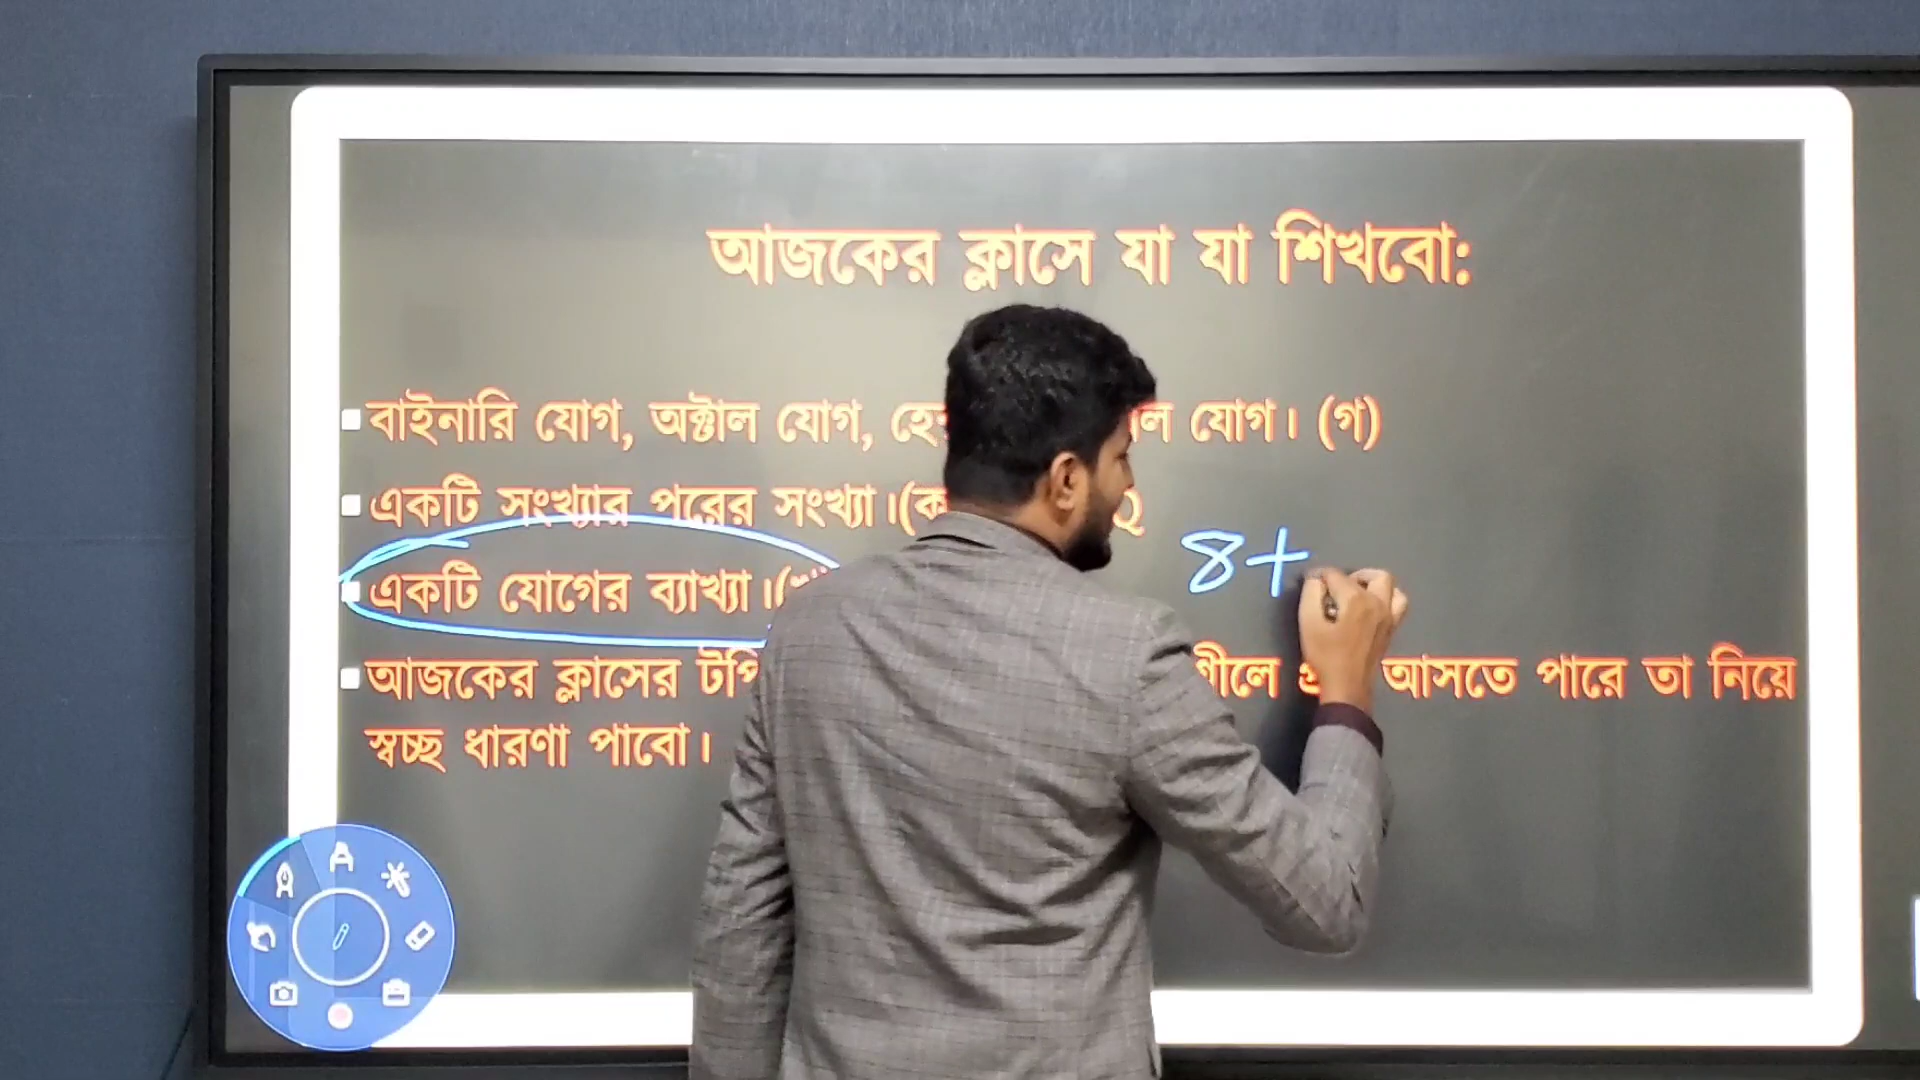 আজকের ক্লাসে যা যা শিখবো:
বাইনারি যোগ, অক্টাল যোগ, যোগ। (গ)
একটি সংখ্যার পরের সংখ্যা।(ক
8+
একটি যোগের ব্যাখ্যা।(
আজকের ক্লাসের আসতে পারে তা নিয়ে
স্বচ্ছ ধারণা পাবো।